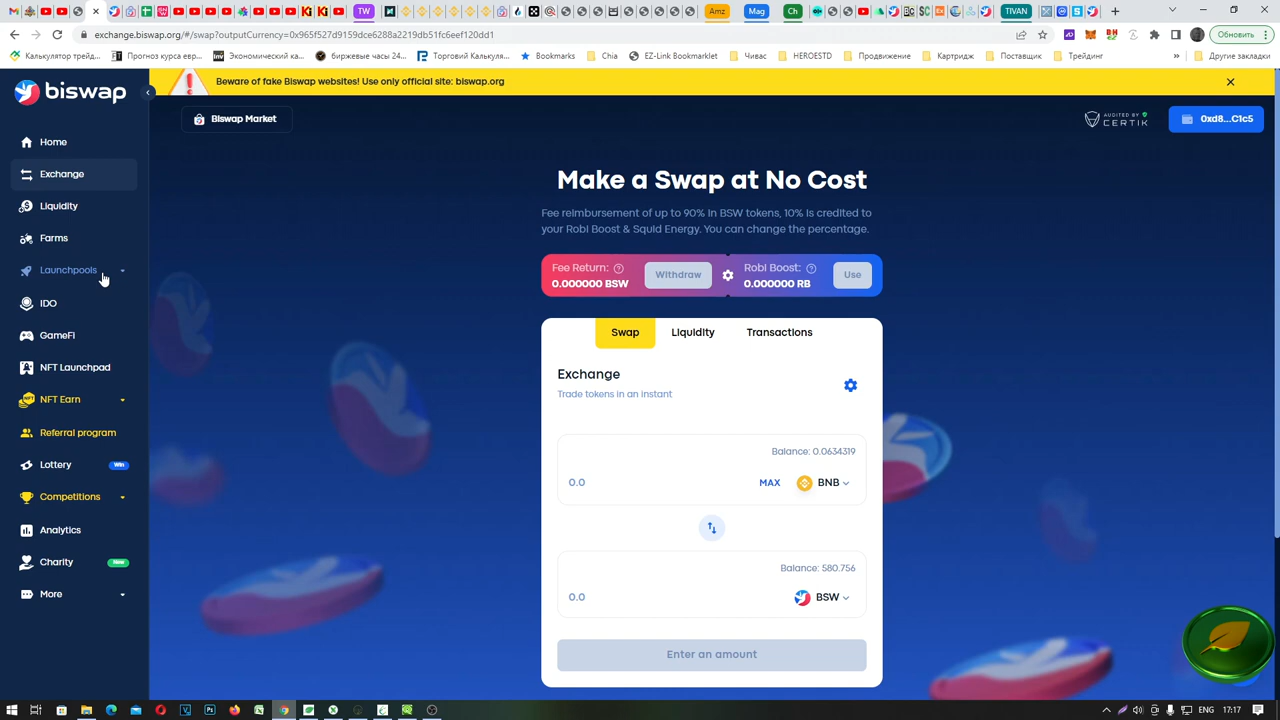 TW
Amz
Mag
Ch
TIVAN
exchange.biswap.org/#/swap?outputCurrency=0x965f527d9159dce6288a2219db51fc6eef120dd1
Обновить
Калькулятор трейд...
Прогноз курса евр...
Экономический ка...
биржевые часы 24...
Торговый Калькуля...
Bookmarks
Chia
EZ-Link Bookmarklet
Чивас
HEROESTD
Продвижение
Картридж
Поставщик
Трейдинг
»
Другие закладки
biswap
Beware of fake Biswap websites! Use only official site: biswap.org
Biswap Market
AUDITED BY
CERTIK
0xd8...C1c5
Home
Exchange
Liquidity
Farms
Launchpools
IDO
GameFi
NFT Launchpad
NFT Earn
Referral program
Lottery
Win
Competitions
Analytics
Charity
New
More
Make a Swap at No Cost
Fee reimbursement of up to 90% in BSW tokens, 10% is credited to
your Robi Boost & Squid Energy. You can change the percentage.
Fee Return:
0.000000 BSW
Withdraw
Robi Boost:
0.000000 RB
Use
Swap
Liquidity
Transactions
Exchange
Trade tokens in an instant
Balance: 0.0634319
0.0
MAX
BNB
Balance: 580.756
0.0
BSW
Enter an amount
ENG
17:17